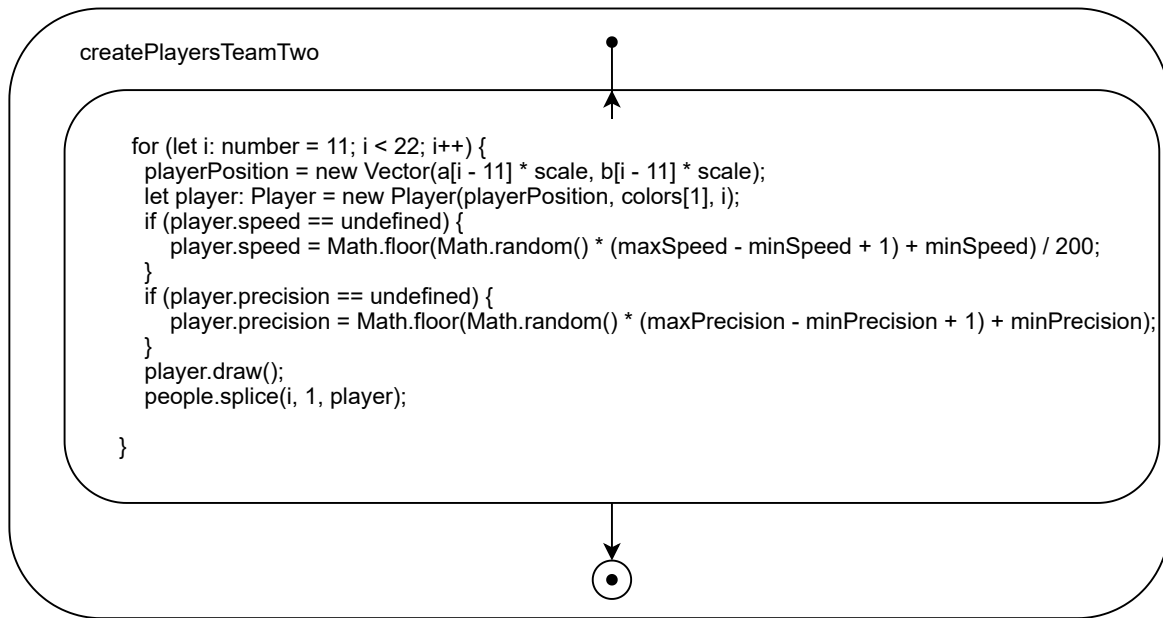 createPlayersTeamTwo
for (let i: number = 11; i < 22; i++) {
playerPosition = new Vector(a[i - 11] * scale, b[i - 11] * scale);
let player: Player = new Player(playerPosition, colors[1], i);
if (player.speed == undefined) {
player.speed = Math.floor(Math.random() * (maxSpeed - minSpeed + 1) + minSpeed) / 200;
}
if (player.precision == undefined) {
player.precision = Math.floor(Math.random() * (maxPrecision - minPrecision + 1) + minPrecision);
}
player.draw();
people.splice(i, 1, player);
}